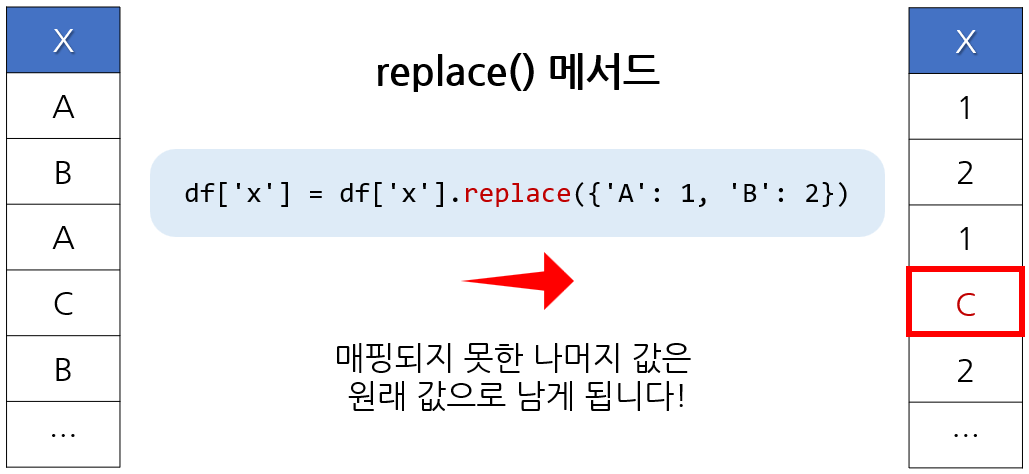 X
A
B
A
C
B
...
replace() 메서드
df['x'] = df['x'].replace({'A': 1, 'B': 2})
매핑되지 못한 나머지 값은
원래 값으로 남게 됩니다!
X
1
2
1
C
2
...